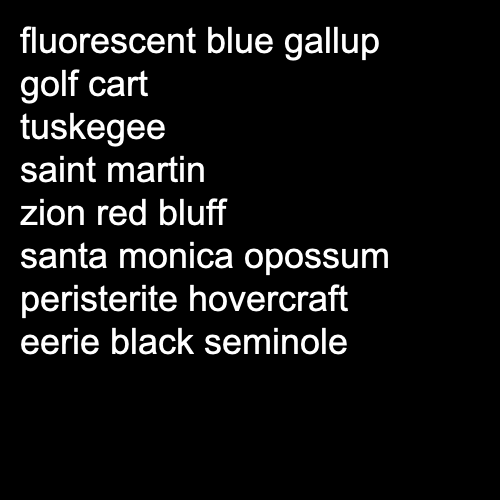 fluorescent blue gallup
golf cart
tuskegee
saint martin
zion red bluff
santa monica opossum
peristerite hovercraft
eerie black seminole